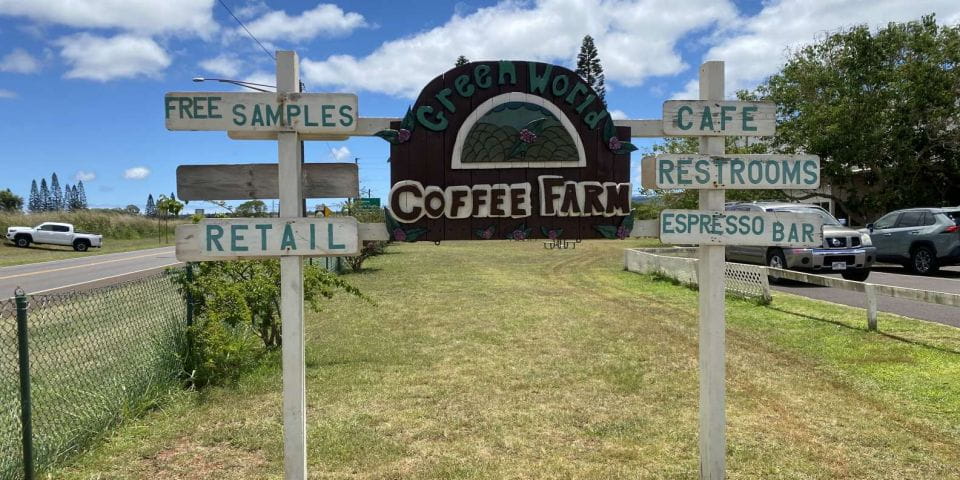 FREE SAMPLES
RETAIL
Green World
COFFEE FARM
CAFE
RESTROOMS
ESPRESSO BAR